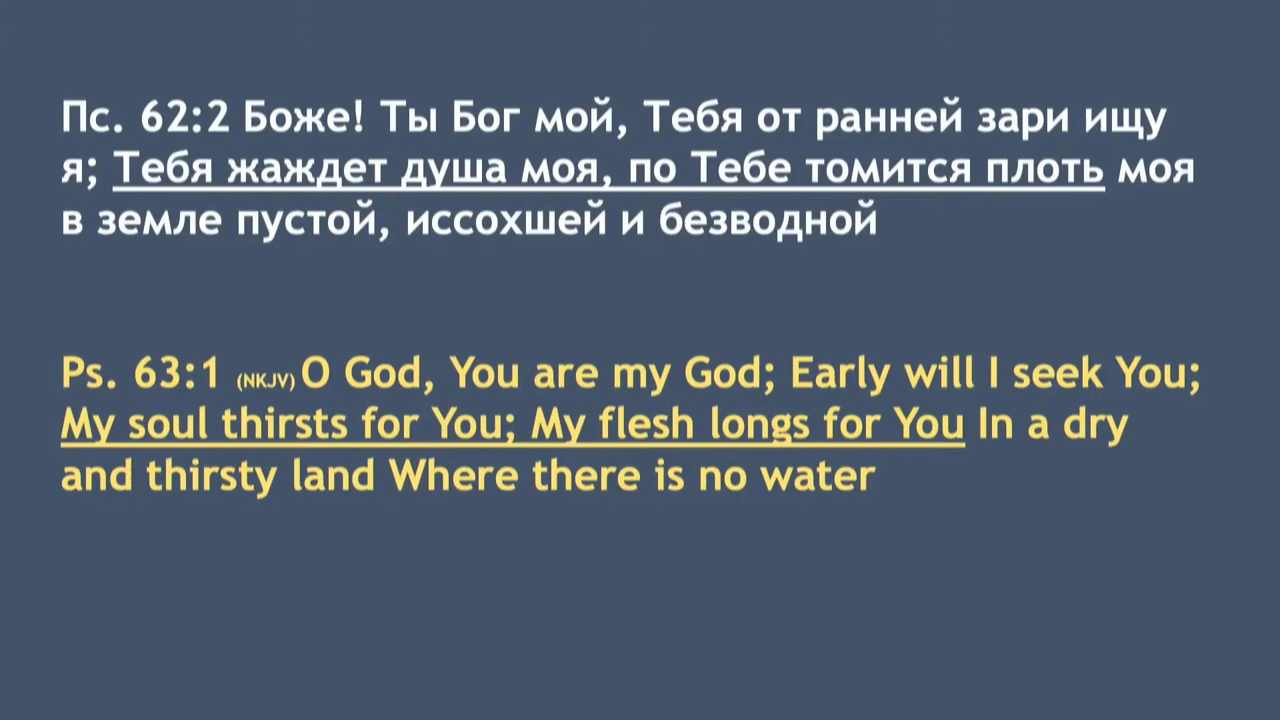 Пс. 62:2 Боже! Ты Бог мой, Тебя от ранней зари ищу
я; Тебя жаждет душа моя, по Тебе томится плоть моя
в земле пустой, иссохшей и безводной
Ps. 63:1 (NKJV) O God, You are my God; Early will I seek You;
My soul thirsts for You; My flesh longs for You In a dry
and thirsty land Where there is no water